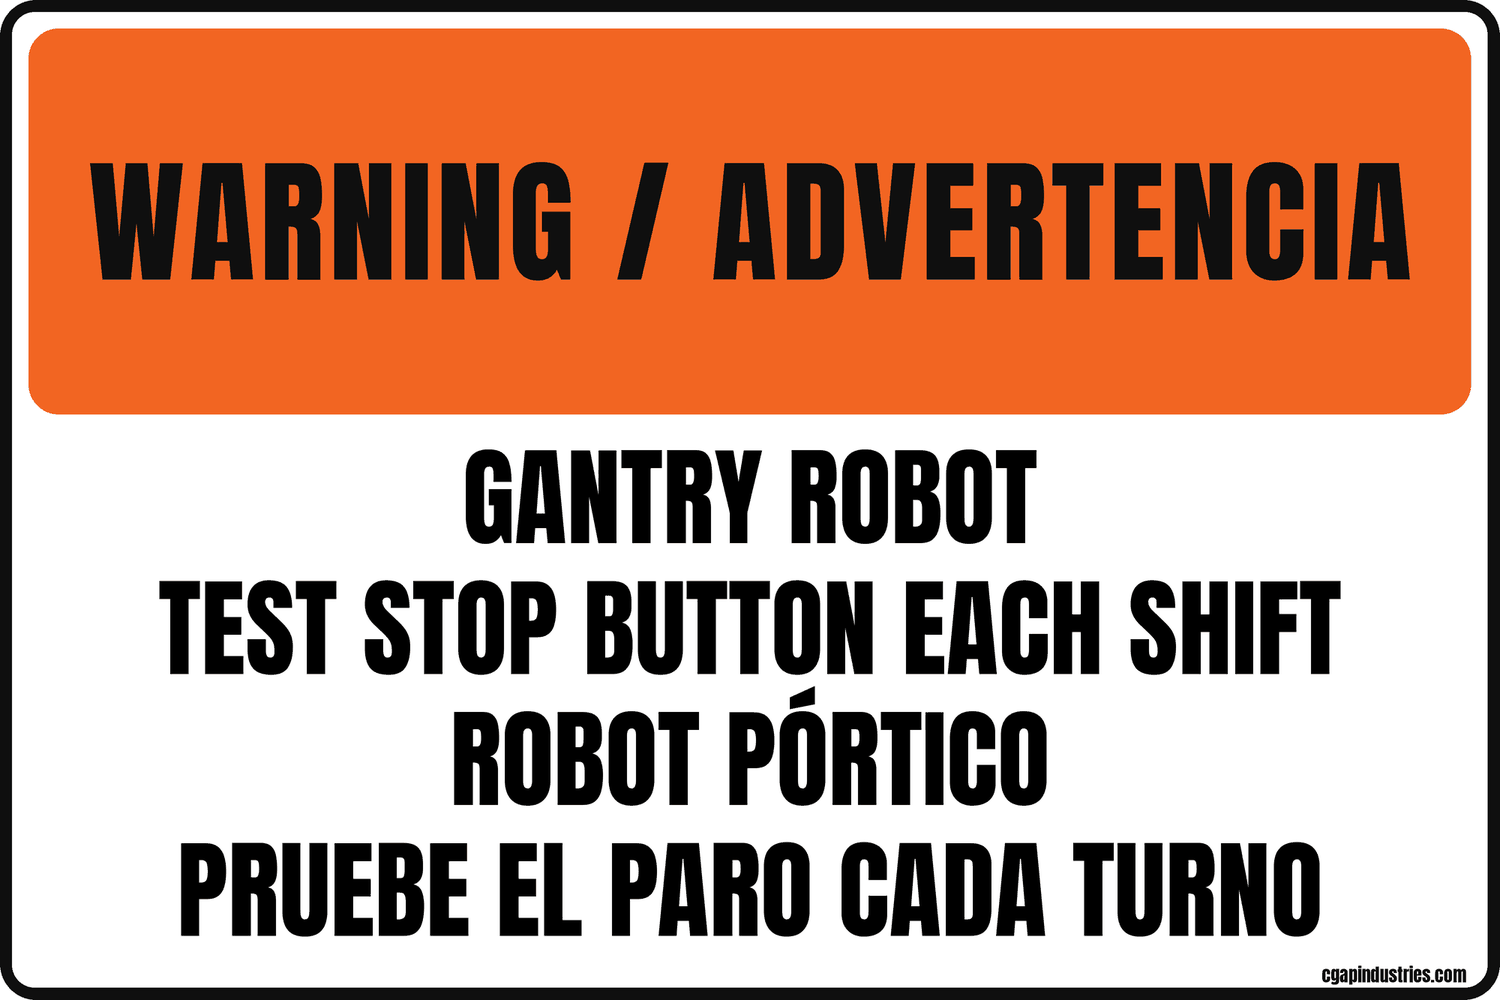 WARNING / ADVERTENCIA
GANTRY ROBOT
TEST STOP BUTTON EACH SHIFT
ROBOT PÓRTICO
PRUEBE EL PARO CADA TURNO
cgapindustries.com